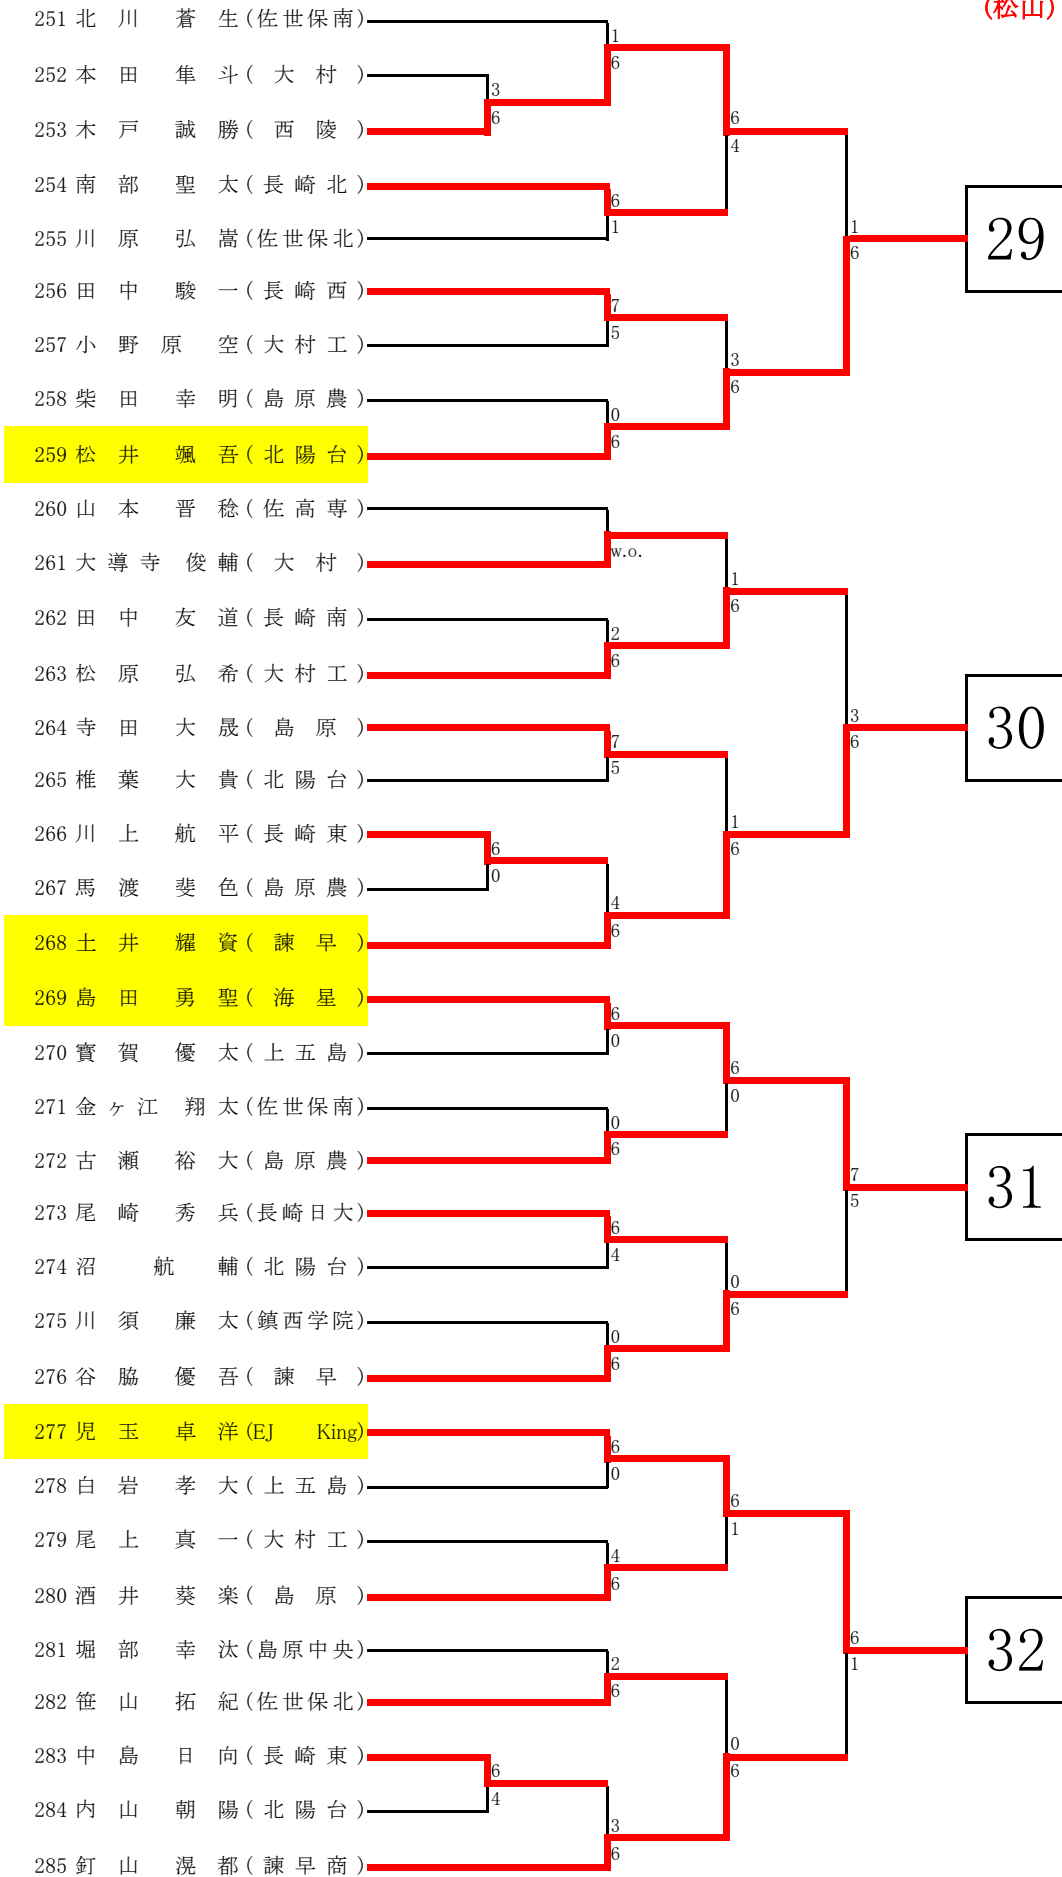 (松山)
251 北川 蒼生(佐世保南)
1
6
252 本田 隼斗(大村)
3
6
253 木戸 誠勝(西陵)
6
4
254 南部 聖太(長崎北)
6
1
255 川原 弘嵩(佐世保北)
1
6
29
256 田中 駿一(長崎西)
7
5
257 小野原 空(大村工)
3
6
258 柴田 幸明(島原農)
0
6
259 松井 颯吾(北陽台)
260 山本 晋稔(佐高専)
w.o.
261 大導寺 俊輔(大村)
1
6
262 田中 友道(長崎南)
2
6
263 松原 弘希(大村工)
3
6
30
264 寺田 大晟(島原)
7
5
265 椎葉 大貴(北陽台)
1
6
266 川上 航平(長崎東)
6
0
267 馬渡 斐色(島原農)
4
6
268 土井 耀資(諫早)
269 島田 勇聖(海星)
6
0
270 寳賀 優太(上五島)
6
0
271 金ヶ江 翔太(佐世保南)
0
6
272 古瀬 裕大(島原農)
7
5
31
273 尾崎 秀兵(長崎日大)
6
4
274 沼 航輔(北陽台)
0
6
275 川須 廉太(鎮西学院)
0
6
276 谷脇 優吾(諫早)
277 児玉 卓洋(EJ King)
6
0
278 白岩 孝大(上五島)
6
1
279 尾上 真一(大村工)
4
6
280 酒井 葵楽(島原)
6
1
32
281 堀部 幸汰(島原中央)
2
6
282 笹山 拓紀(佐世保北)
0
6
283 中島 日向(長崎東)
6
4
284 内山 朝陽(北陽台)
3
6
285 釘山 滉都(諫早商)